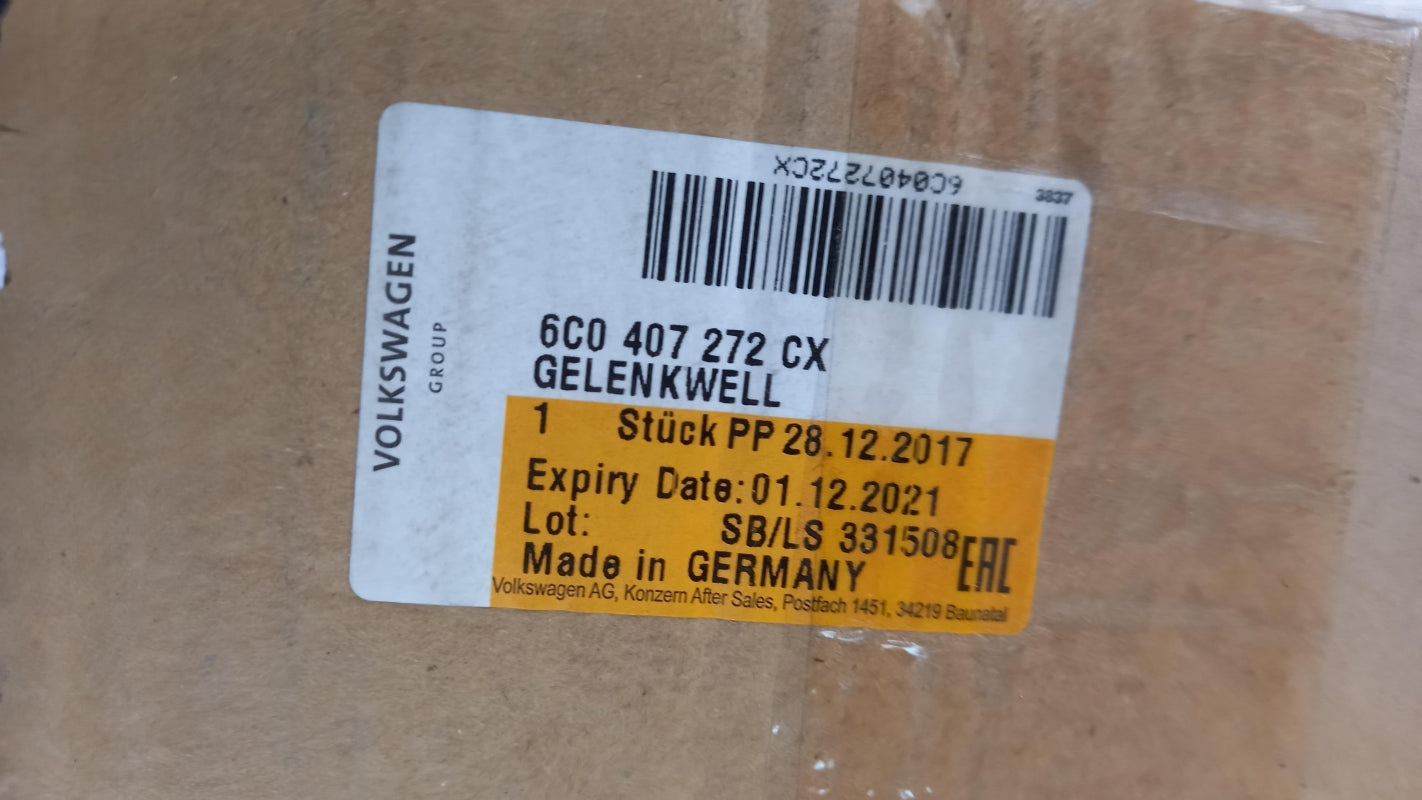 6C0407272CX
3837
VOLKSWAGEN
GROUP
6C0 407 272 CX
GELENKWELL
1 Stück PP 28.12.2017
Expiry Date: 01.12.2021
Lot: SB/LS 331508
EAC
Made in GERMANY
Volkswagen AG, Konzern After Sales, Postfach 1451, 34219 Baunatal